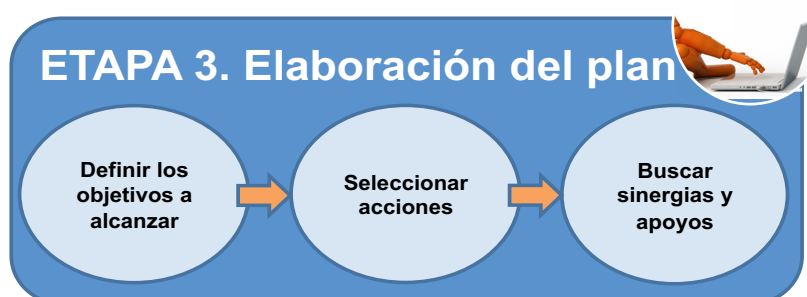 ETAPA 3. Elaboración del plan
Definir los
objetivos a
alcanzar
Seleccionar
acciones
Buscar
sinergias y
apoyos